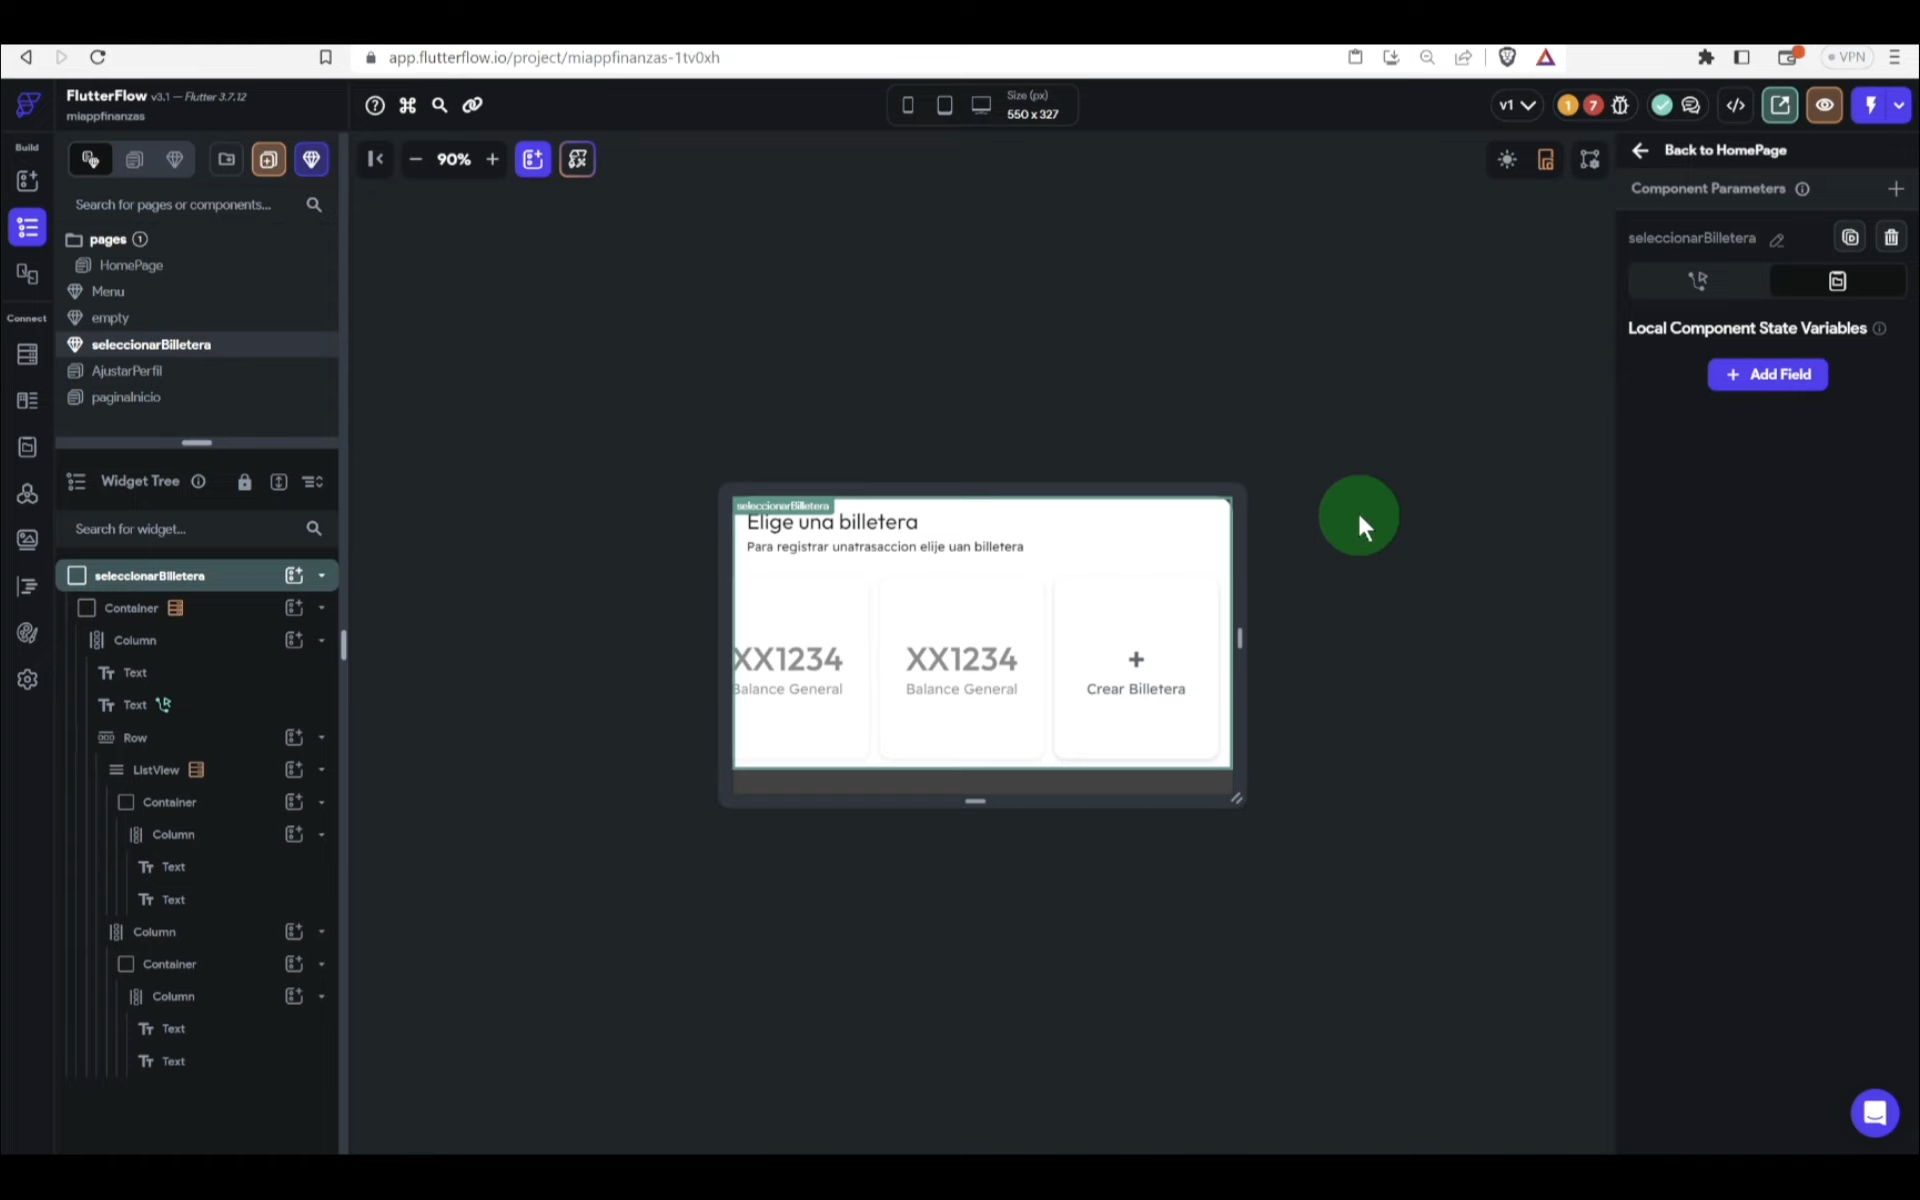 app.flutterflow.io/project/miappfinanzas-1tv0xh
VPN
FlutterFlow v3.1 — Flutter 3.7.12
miappfinanzas
Size (px)
550 x 327
v1
1
7
Build
90%
Back to HomePage
Component Parameters
Search for pages or components...
pages 1
HomePage
Menu
Connect
empty
seleccionarBilletera
AjustarPerfil
paginaInicio
seleccionarBilletera
Local Component State Variables
+ Add Field
Widget Tree
Search for widget...
seleccionarBilletera
Container
Column
Text
Text
Row
ListView
Container
Column
Text
Text
Column
Container
Column
Text
Text
seleccionarBilletera
Elige una billetera
Para registrar unatrasaccion elije uan billetera
XX1234
Balance General
XX1234
Balance General
+
Crear Billetera